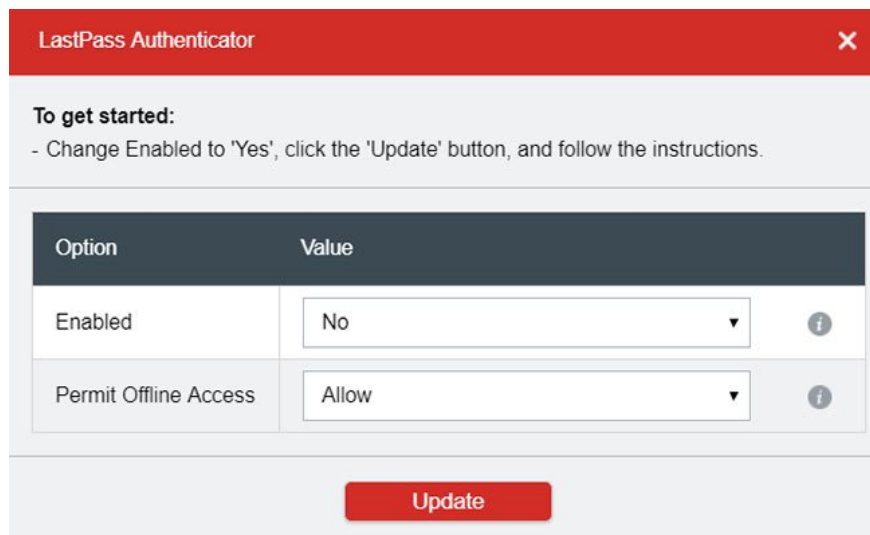 LastPass Authenticator
To get started:
- Change Enabled to 'Yes', click the 'Update' button, and follow the instructions.
Option Value
Enabled No
Permit Offline Access Allow
Update